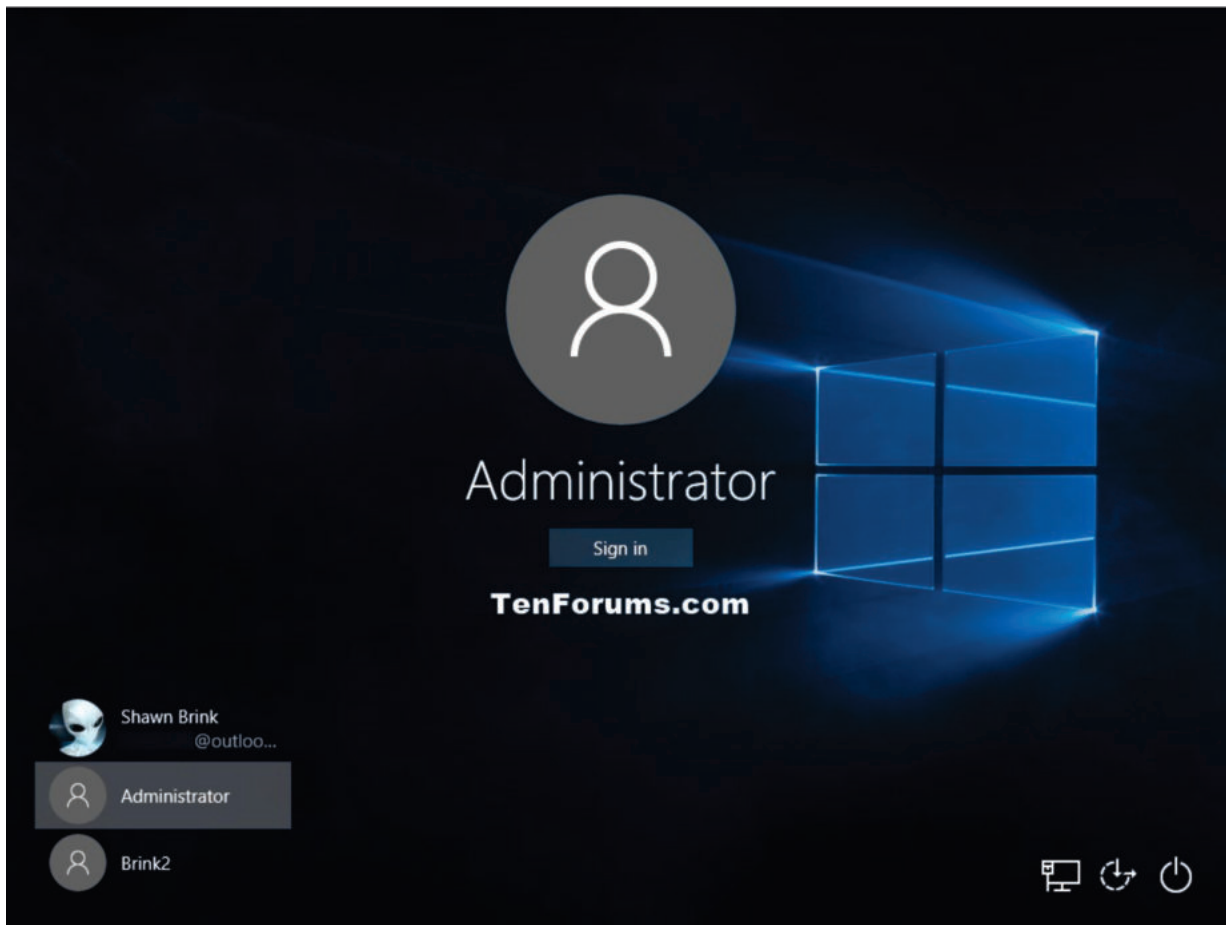 Administrator
Sign in
TenForums.com
Shawn Brink
@outloo...
Administrator
Brink2